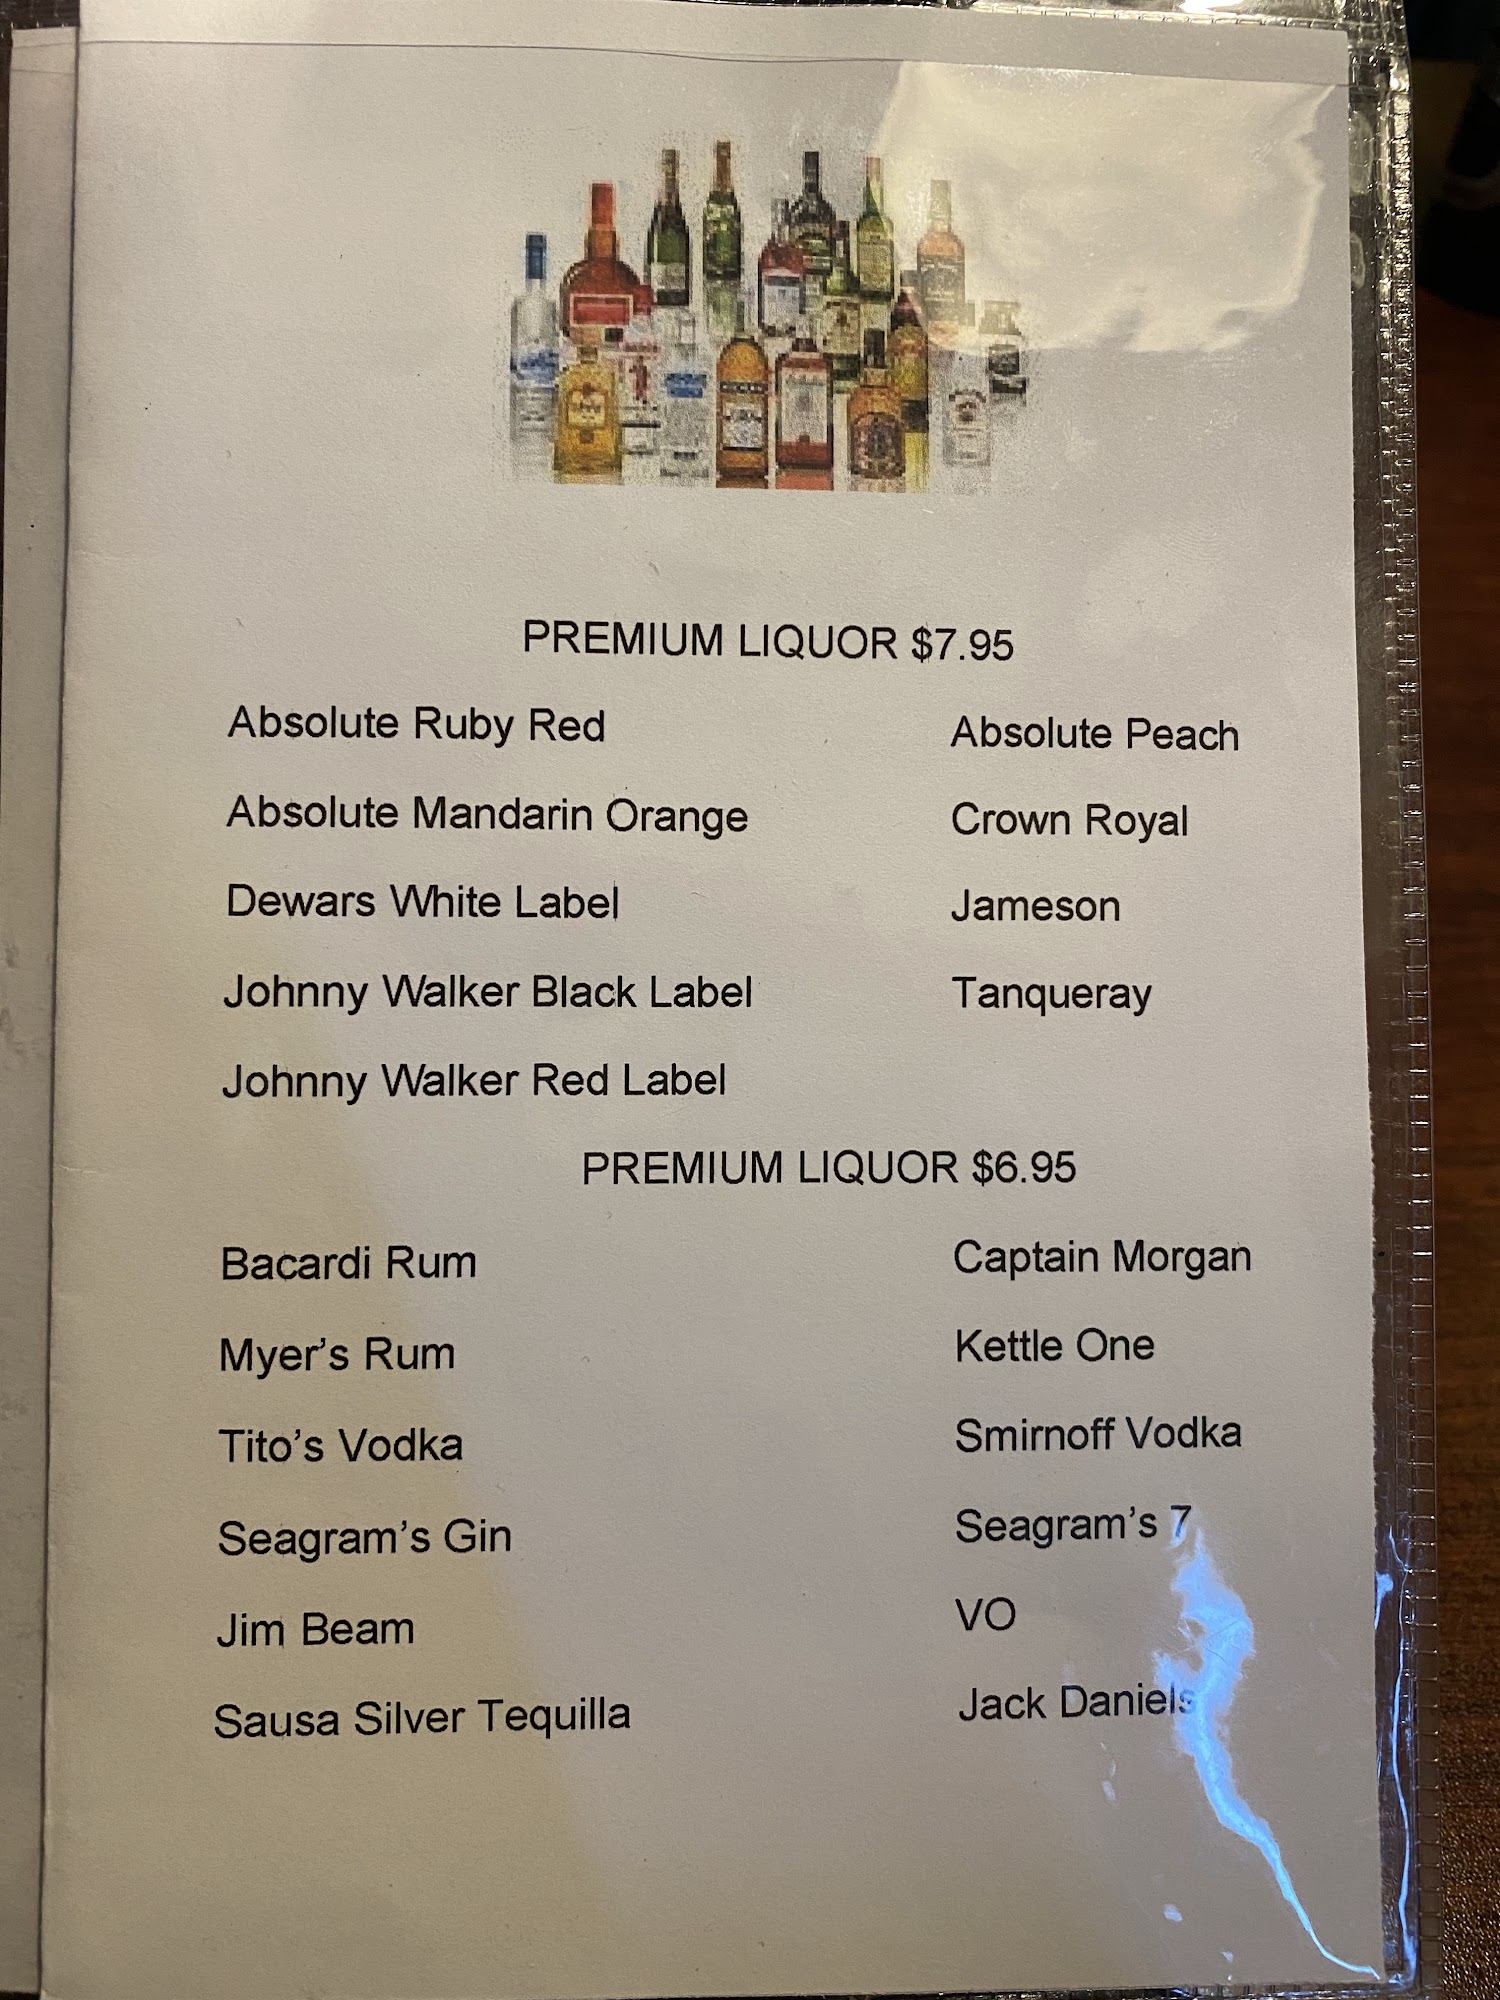 PREMIUM LIQUOR $7.95
Absolute Ruby Red Absolute Peach
Absolute Mandarin Orange Crown Royal
Dewars White Label Jameson
Johnny Walker Black Label Tanqueray
Johnny Walker Red Label
PREMIUM LIQUOR $6.95
Bacardi Rum Captain Morgan
Myer's Rum Kettle One
Tito's Vodka Smirnoff Vodka
Seagram's Gin Seagram's 7
Jim Beam VO
Sausa Silver Tequilla Jack Daniels